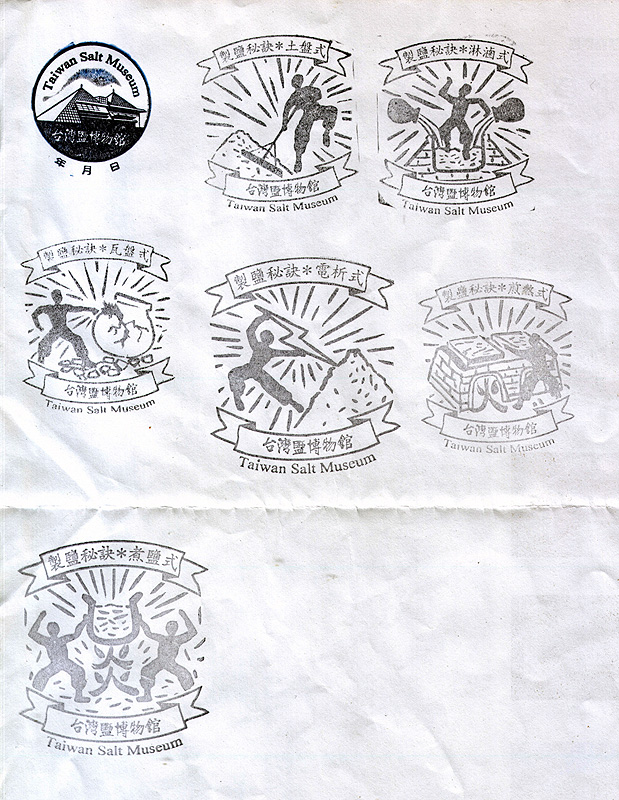 Taiwan Salt Museum
台灣鹽博物館
年 月 日
製鹽秘訣＊土盤式
台灣鹽博物館
Taiwan Salt Museum
製鹽秘訣＊淋滷式
台灣鹽博物館
Taiwan Salt Museum
製鹽秘訣＊瓦盤式
台灣鹽博物館
Taiwan Salt Museum
製鹽秘訣＊電析式
台灣鹽博物館
Taiwan Salt Museum
製鹽秘訣＊煎熬式
火
台灣鹽博物館
Taiwan Salt Museum
製鹽秘訣＊煮鹽式
火
台灣鹽博物館
Taiwan Salt Museum